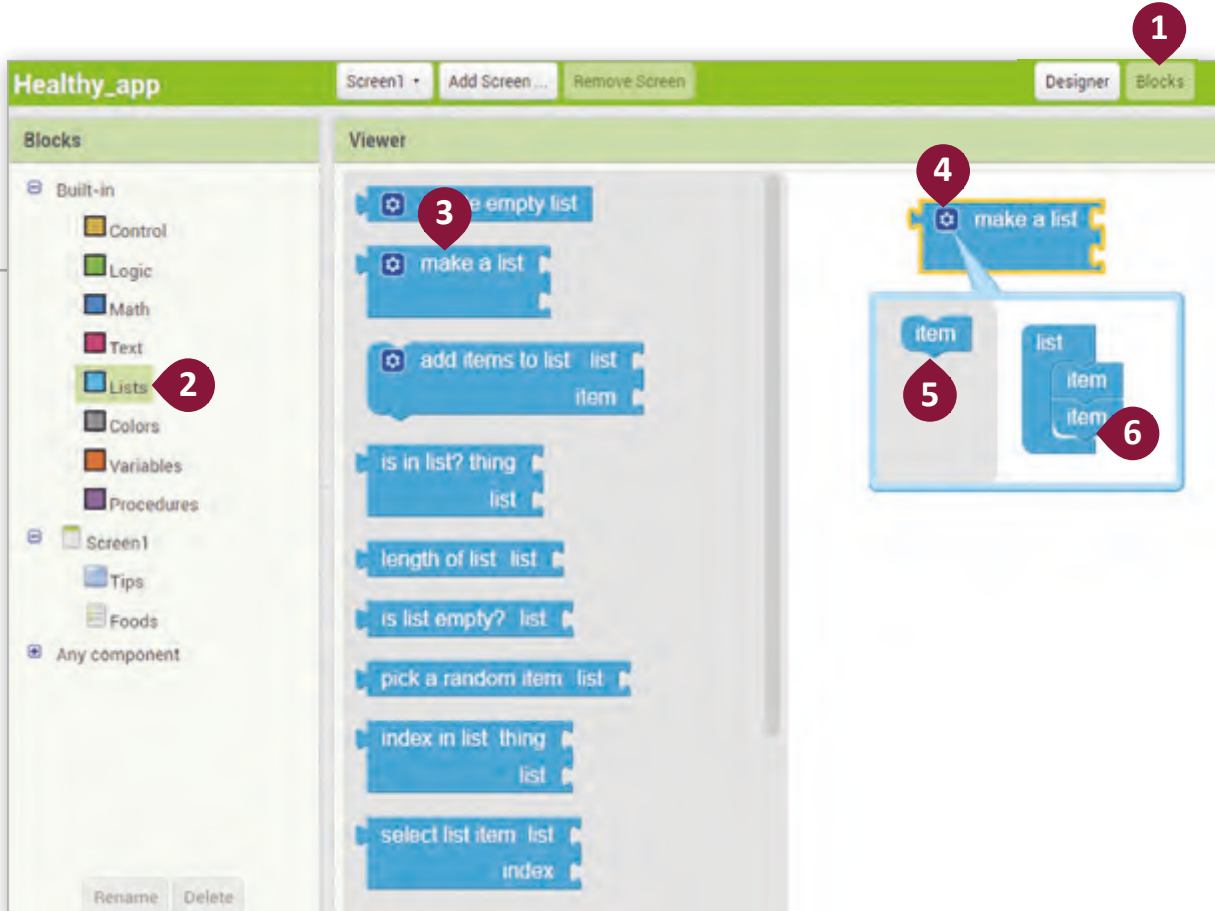 1
Healthy_app
Screen1
Add Screen ...
Remove Screen
Designer
Blocks
Blocks
Viewer
Built-in
Control
Logic
Math
Text
Lists
2
Colors
Variables
Procedures
Screen1
Tips
Foods
Any component
Rename
Delete
empty list
3
make a list
add items to list list
item
is in list? thing
list
length of list list
is list empty? list
pick a random item list
index in list thing
list
select list item list
index
4
make a list
item
5
list
item
item
6